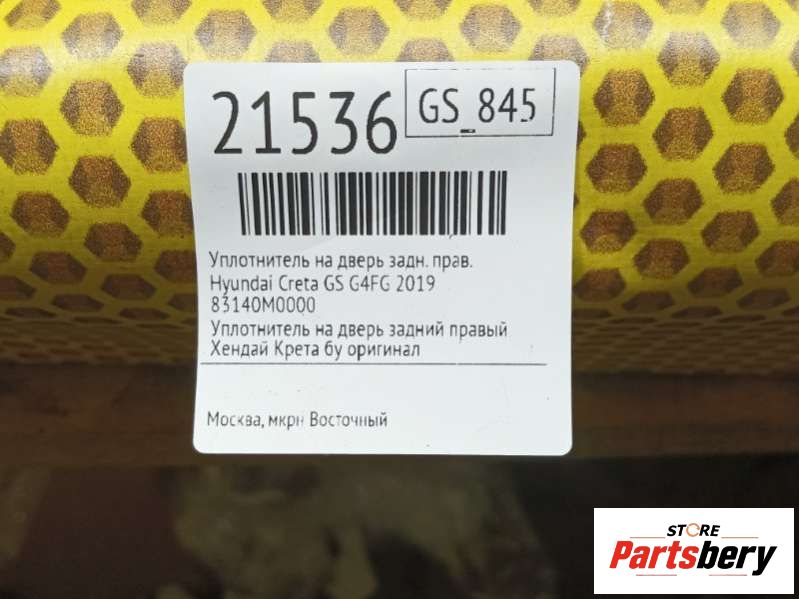 21536
GS_845
Уплотнитель на дверь задн. прав.
Hyundai Creta GS G4FG 2019
83140M0000
Уплотнитель на дверь задний правый
Хендай Крета бу оригинал
Москва, мкрн Восточный
STORE
Partsbery